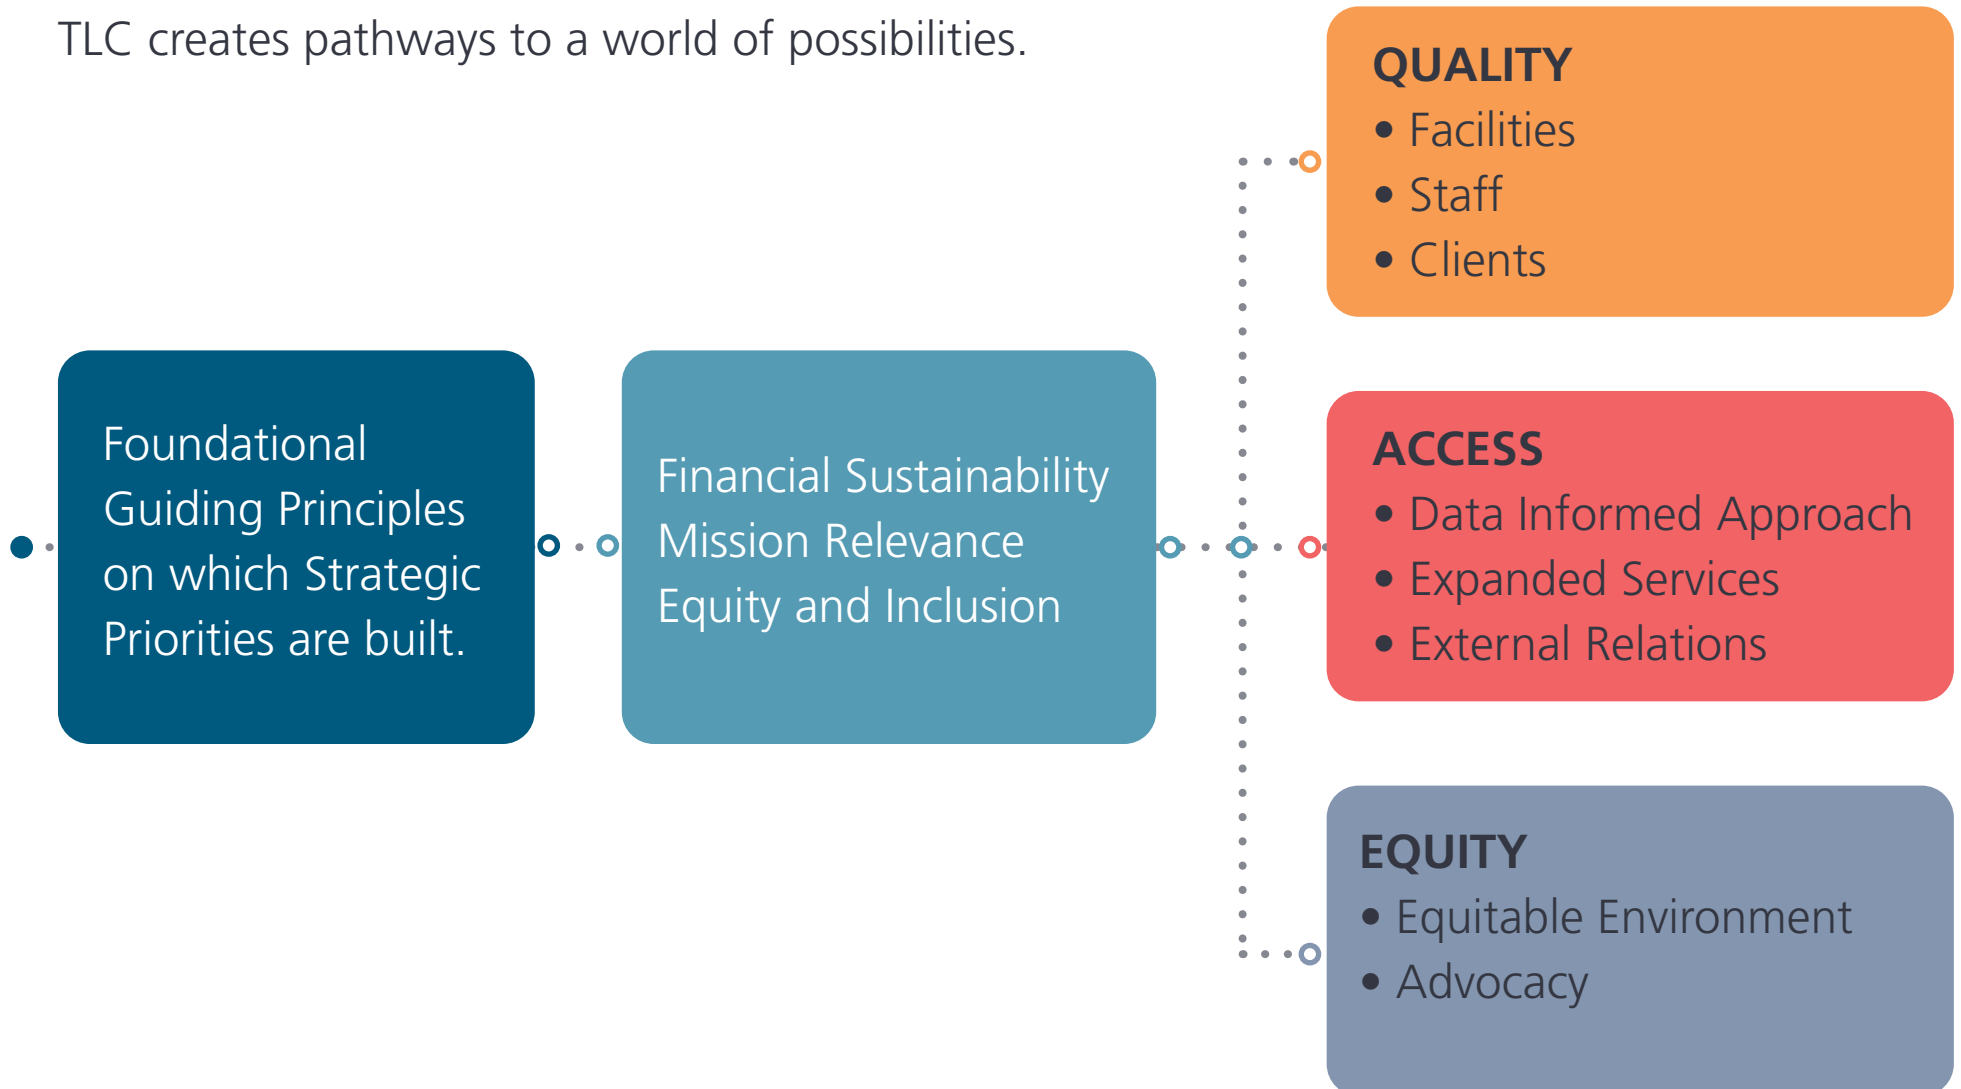 TLC creates pathways to a world of possibilities.
Foundational
Guiding Principles
on which Strategic
Priorities are built.
Financial Sustainability
Mission Relevance
Equity and Inclusion
QUALITY
• Facilities
• Staff
• Clients
ACCESS
• Data Informed Approach
• Expanded Services
• External Relations
EQUITY
• Equitable Environment
• Advocacy